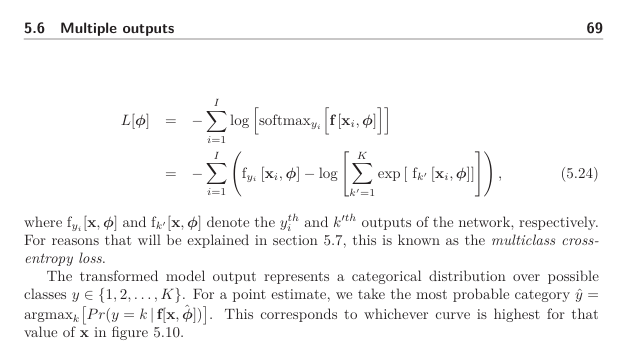 5.6 Multiple outputs 69
L[ϕ] = −∑_{i=1}^{I} log [softmax_{y_i} [f[x_i, ϕ]]]
= −∑_{i=1}^{I} (f_{y_i} [x_i, ϕ] − log [∑_{k′=1}^{K} exp[ f_{k′} [x_i, ϕ]]]) , (5.24)
where f_{y_i}[x, ϕ] and f_{k′}[x, ϕ] denote the y_i^{th} and k′^{th} outputs of the network, respectively.
For reasons that will be explained in section 5.7, this is known as the multiclass cross-
entropy loss.
The transformed model output represents a categorical distribution over possible
classes y ∈ {1, 2, . . . , K}. For a point estimate, we take the most probable category ŷ =
argmax_k[Pr(y = k | f[x, ϕ̂])]. This corresponds to whichever curve is highest for that
value of x in figure 5.10.